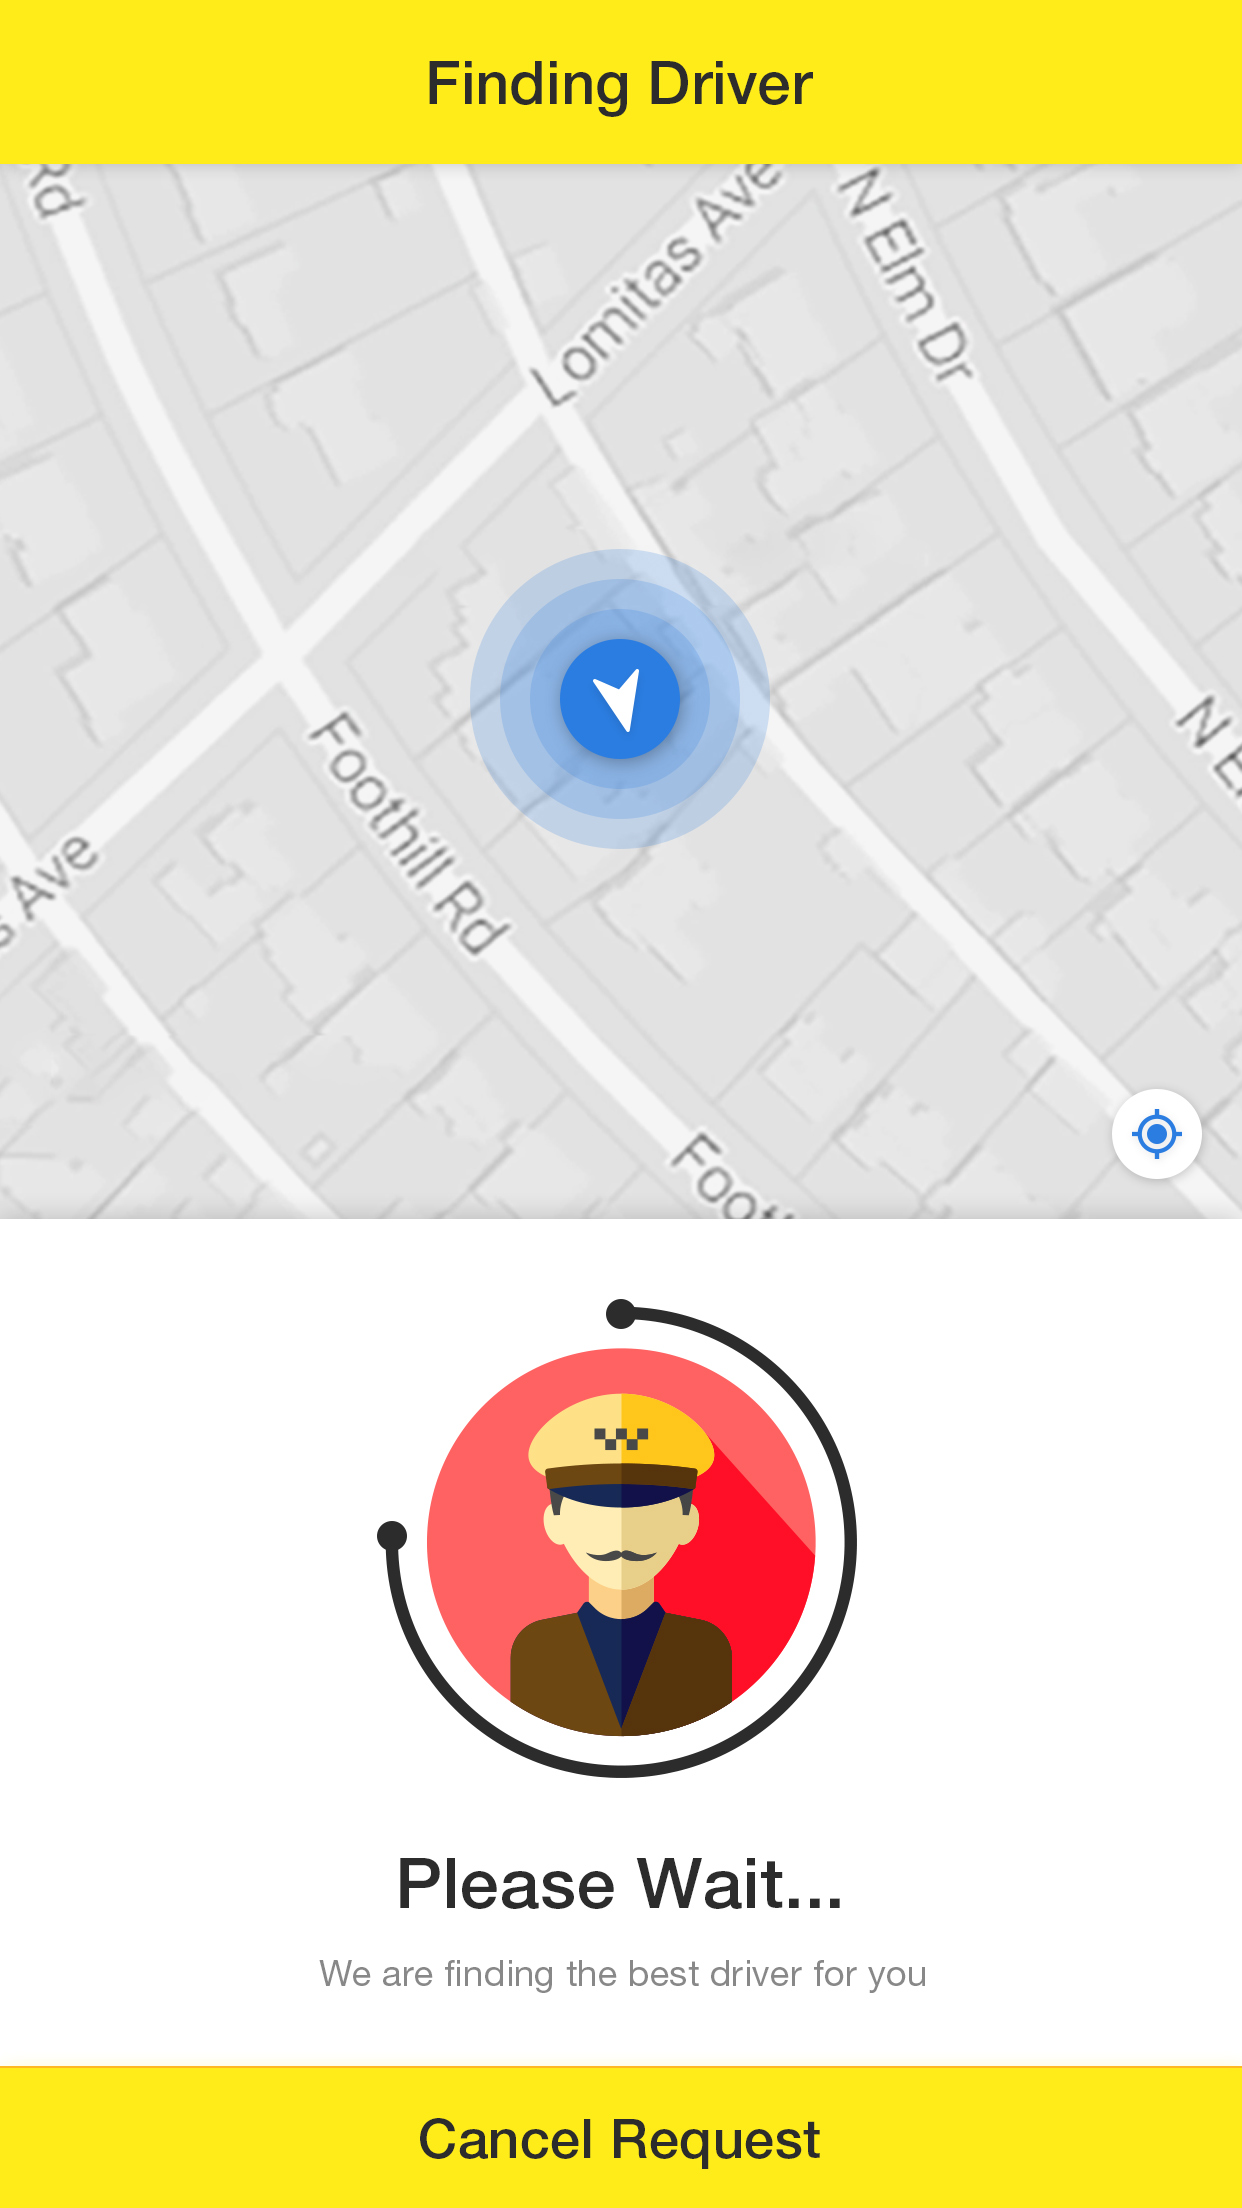 Finding Driver
Rd
Lomitas Ave
N Elm Dr
Foothill Rd
Ave
Please Wait...
We are finding the best driver for you
Cancel Request